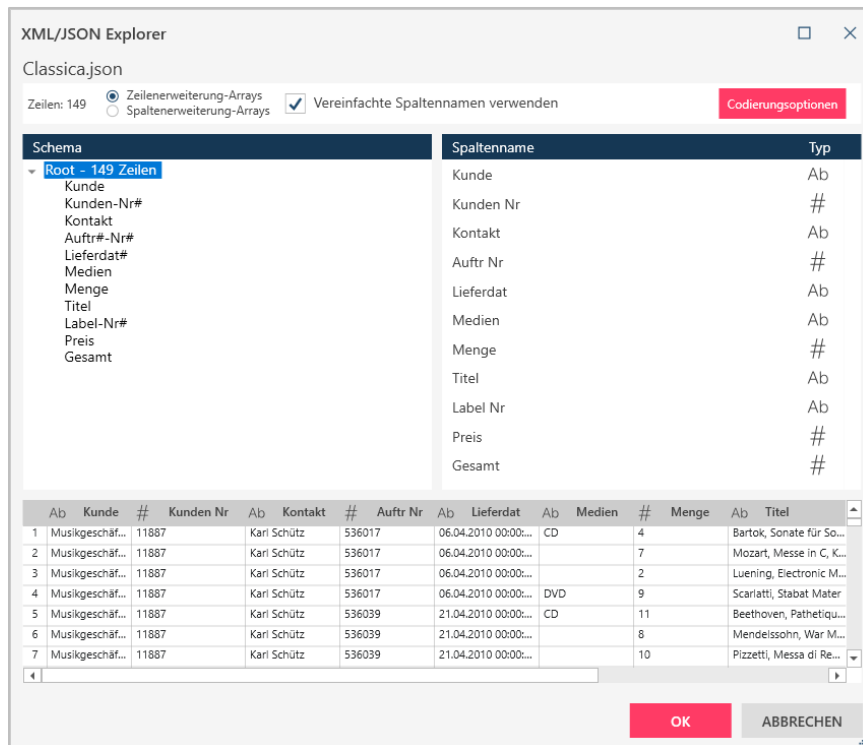 XML/JSON Explorer
Classica.json
Zeilen: 149
Zeilenerweiterung-Arrays
Spaltenerweiterung-Arrays
Vereinfachte Spaltennamen verwenden
Codierungsoptionen
Schema
Root - 149 Zeilen
Kunde
Kunden-Nr#
Kontakt
Auftr#-Nr#
Lieferdat#
Medien
Menge
Titel
Label-Nr#
Preis
Gesamt
Spaltenname Typ
Kunde Ab
Kunden Nr #
Kontakt Ab
Auftr Nr #
Lieferdat Ab
Medien Ab
Menge #
Titel Ab
Label Nr Ab
Preis #
Gesamt #
Ab Kunde # Kunden Nr Ab Kontakt # Auftr Nr Ab Lieferdat Ab Medien # Menge Ab Titel
1 Musikgeschäf... 11887 Karl Schütz 536017 06.04.2010 00:00:... CD 4 Bartok, Sonate für So...
2 Musikgeschäf... 11887 Karl Schütz 536017 06.04.2010 00:00:... 7 Mozart, Messe in C, K...
3 Musikgeschäf... 11887 Karl Schütz 536017 06.04.2010 00:00:... 2 Luening, Electronic M...
4 Musikgeschäf... 11887 Karl Schütz 536017 06.04.2010 00:00:... DVD 9 Scarlatti, Stabat Mater
5 Musikgeschäf... 11887 Karl Schütz 536039 21.04.2010 00:00:... CD 11 Beethoven, Pathetiqu...
6 Musikgeschäf... 11887 Karl Schütz 536039 21.04.2010 00:00:... 8 Mendelssohn, War M...
7 Musikgeschäf... 11887 Karl Schütz 536039 21.04.2010 00:00:... 10 Pizzetti, Messa di Re...
OK
ABBRECHEN